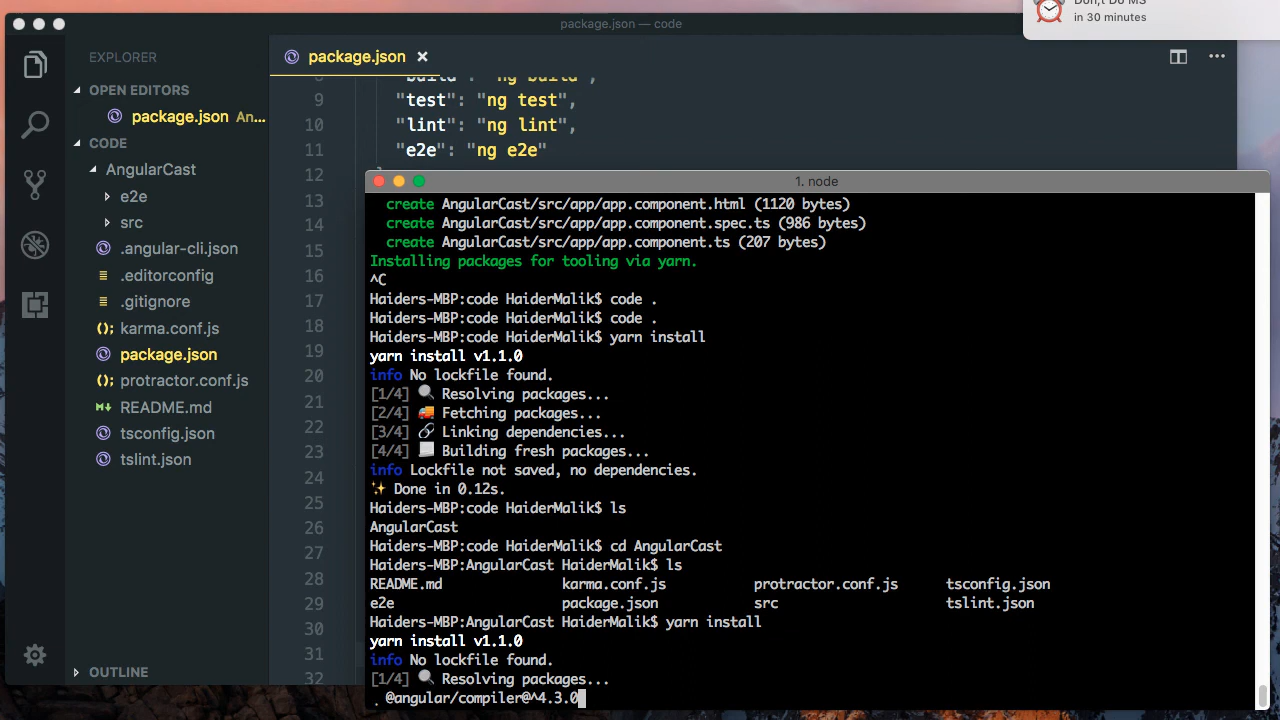 package.json — code
Don,t Do MS
in 30 minutes
EXPLORER
OPEN EDITORS
package.json An...
CODE
AngularCast
e2e
src
.angular-cli.json
.editorconfig
.gitignore
karma.conf.js
package.json
protractor.conf.js
README.md
tsconfig.json
tslint.json
OUTLINE
package.json
8 "build": "ng build",
9 "test": "ng test",
10 "lint": "ng lint",
11 "e2e": "ng e2e"
12 }
13
14
15
16
17
18
19
20
21
22
23
24
25
26
27
28
29
30
31
32
1. node
create AngularCast/src/app/app.component.html (1120 bytes)
create AngularCast/src/app/app.component.spec.ts (986 bytes)
create AngularCast/src/app/app.component.ts (207 bytes)
Installing packages for tooling via yarn.
^C
Haiders-MBP:code HaiderMalik$ code .
Haiders-MBP:code HaiderMalik$ code .
Haiders-MBP:code HaiderMalik$ yarn install
yarn install v1.1.0
info No lockfile found.
[1/4] 🔍 Resolving packages...
[2/4] 🚚 Fetching packages...
[3/4] 🔗 Linking dependencies...
[4/4] 📃 Building fresh packages...
info Lockfile not saved, no dependencies.
✨ Done in 0.12s.
Haiders-MBP:code HaiderMalik$ ls
AngularCast
Haiders-MBP:code HaiderMalik$ cd AngularCast
Haiders-MBP:AngularCast HaiderMalik$ ls
README.md karma.conf.js protractor.conf.js tsconfig.json
e2e package.json src tslint.json
Haiders-MBP:AngularCast HaiderMalik$ yarn install
yarn install v1.1.0
info No lockfile found.
[1/4] 🔍 Resolving packages...
. @angular/compiler@^4.3.0